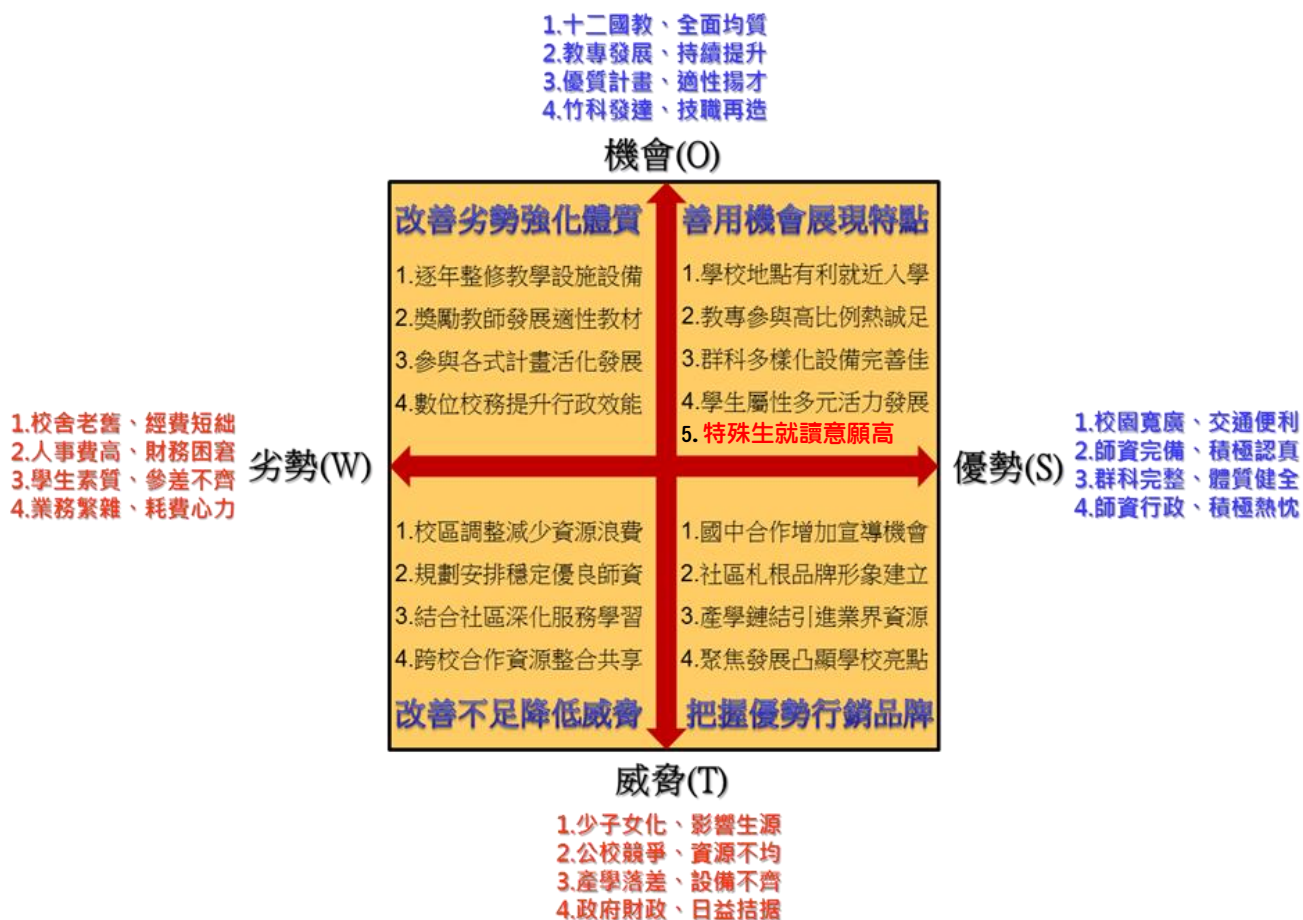 1.十二國教、全面均質
2.教專發展、持續提升
3.優質計畫、適性揚才
4.竹科發達、技職再造
機會(O)
改善劣勢強化體質
1.逐年整修教學設施設備
2.獎勵教師發展適性教材
3.參與各式計畫活化發展
4.數位校務提升行政效能
善用機會展現特點
1.學校地點有利就近入學
2.教專參與高比例熱誠足
3.群科多樣化設備完善佳
4.學生屬性多元活力發展
5.特殊生就讀意願高
1.校舍老舊、經費短絀
2.人事費高、財務困窘
3.學生素質、參差不齊
4.業務繁雜、耗費心力
劣勢(W)
優勢(S)
1.校園寬廣、交通便利
2.師資完備、積極認真
3.群科完整、體質健全
4.師資行政、積極熱忱
1.校區調整減少資源浪費
2.規劃安排穩定優良師資
3.結合社區深化服務學習
4.跨校合作資源整合共享
改善不足降低威脅
1.國中合作增加宣導機會
2.社區札根品牌形象建立
3.產學鏈結引進業界資源
4.聚焦發展凸顯學校亮點
把握優勢行銷品牌
威脅(T)
1.少子女化、影響生源
2.公校競爭、資源不均
3.產學落差、設備不齊
4.政府財政、日益拮据